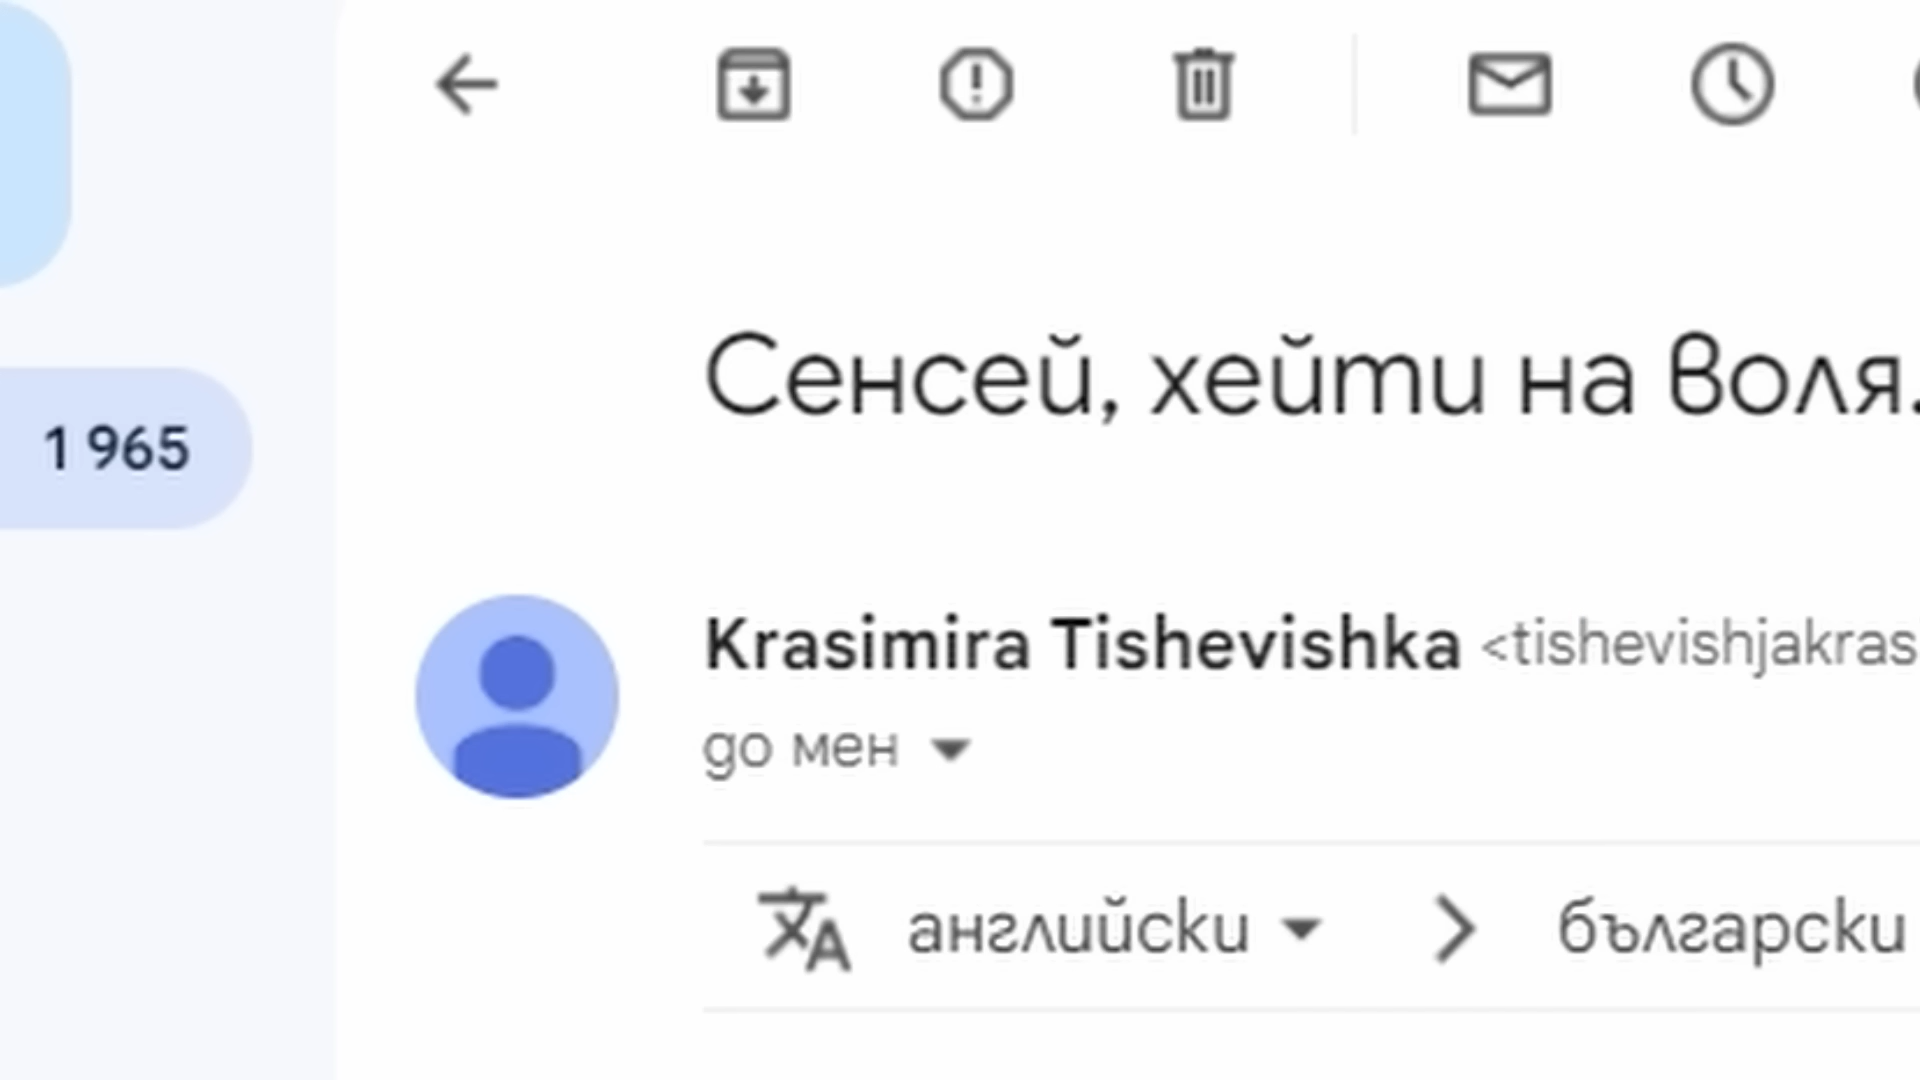 Сенсей, хейти на воля.
1 965
Krasimira Tishevishka <tishevishjakras
до мен
английски > български